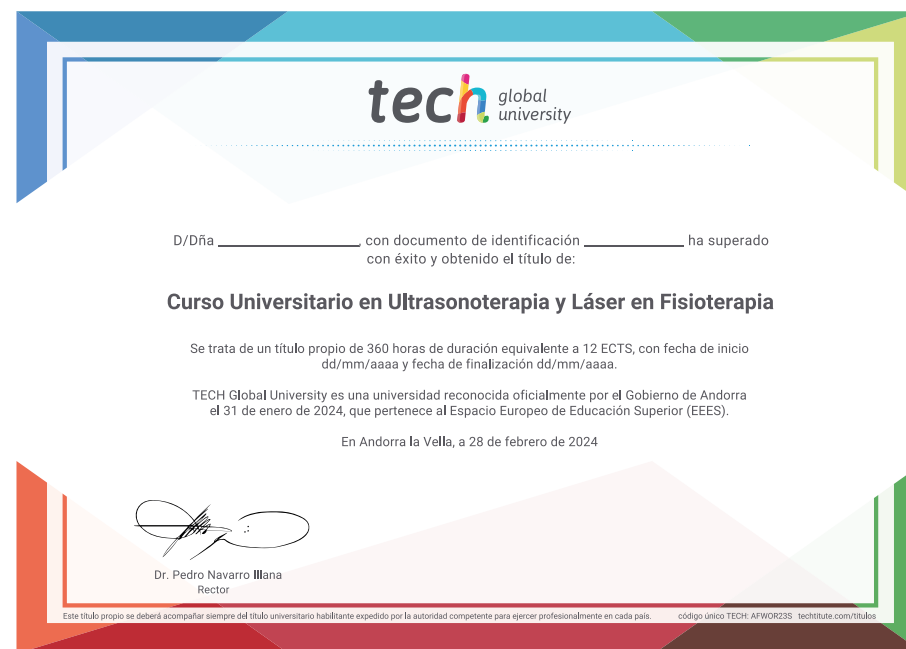 tech global university
D/Dña ____________________, con documento de identificación ______________ ha superado
con éxito y obtenido el título de:
Curso Universitario en Ultrasonoterapia y Láser en Fisioterapia
Se trata de un título propio de 360 horas de duración equivalente a 12 ECTS, con fecha de inicio
dd/mm/aaaa y fecha de finalización dd/mm/aaaa.
TECH Global University es una universidad reconocida oficialmente por el Gobierno de Andorra
el 31 de enero de 2024, que pertenece al Espacio Europeo de Educación Superior (EEES).
En Andorra la Vella, a 28 de febrero de 2024
Dr. Pedro Navarro Illana
Rector
Este título propio se deberá acompañar siempre del título universitario habilitante expedido por la autoridad competente para ejercer profesionalmente en cada país. código único TECH: AFWOR23S techtitute.com/titulos